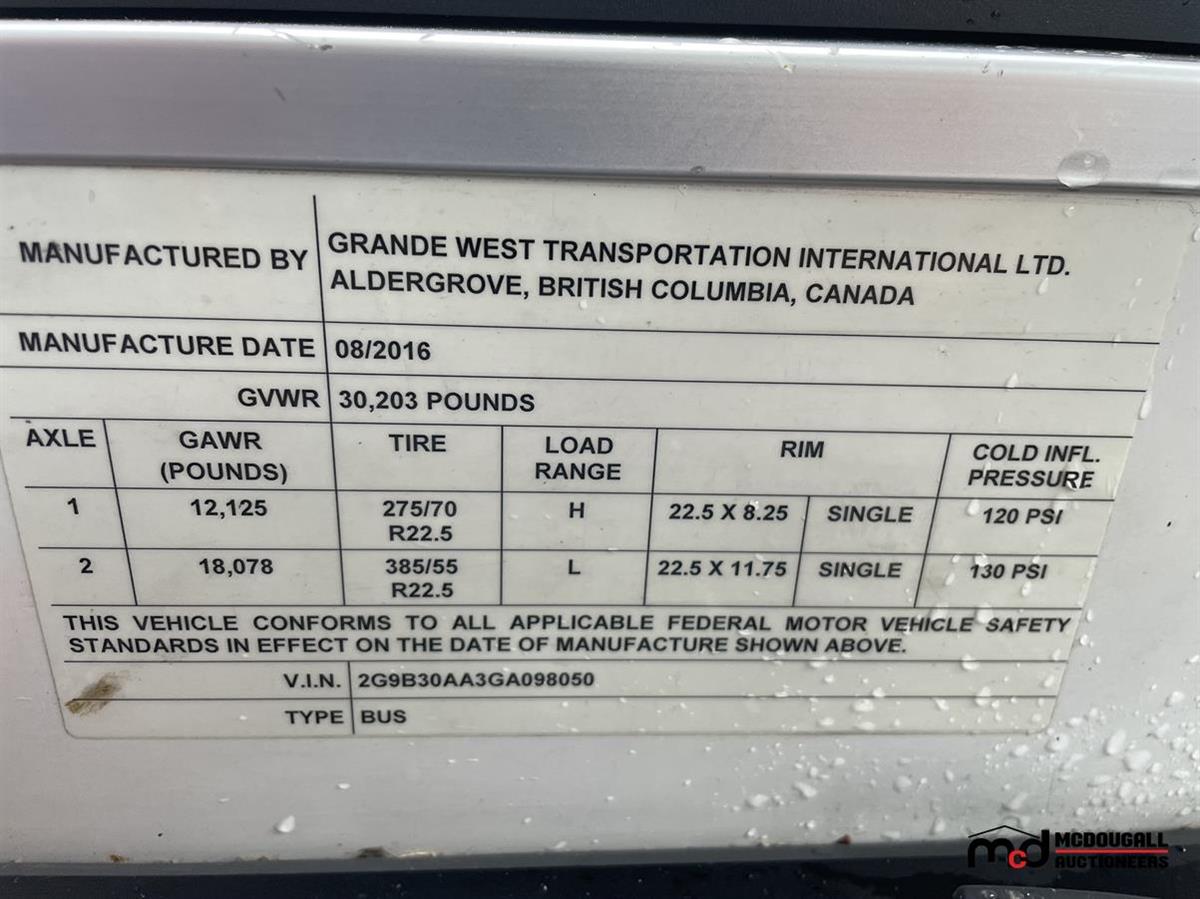 MANUFACTURED BY
GRANDE WEST TRANSPORTATION INTERNATIONAL LTD.
ALDERGROVE, BRITISH COLUMBIA, CANADA
MANUFACTURE DATE 08/2016
GVWR 30,203 POUNDS
AXLE GAWR (POUNDS) TIRE LOAD RANGE RIM COLD INFL. PRESSURE
1 12,125 275/70 R22.5 H 22.5 X 8.25 SINGLE 120 PSI
2 18,078 385/55 R22.5 L 22.5 X 11.75 SINGLE 130 PSI
THIS VEHICLE CONFORMS TO ALL APPLICABLE FEDERAL MOTOR VEHICLE SAFETY
STANDARDS IN EFFECT ON THE DATE OF MANUFACTURE SHOWN ABOVE.
V.I.N. 2G9B30AA3GA098050
TYPE BUS
mcd MCDOUGALL
AUCTIONEERS